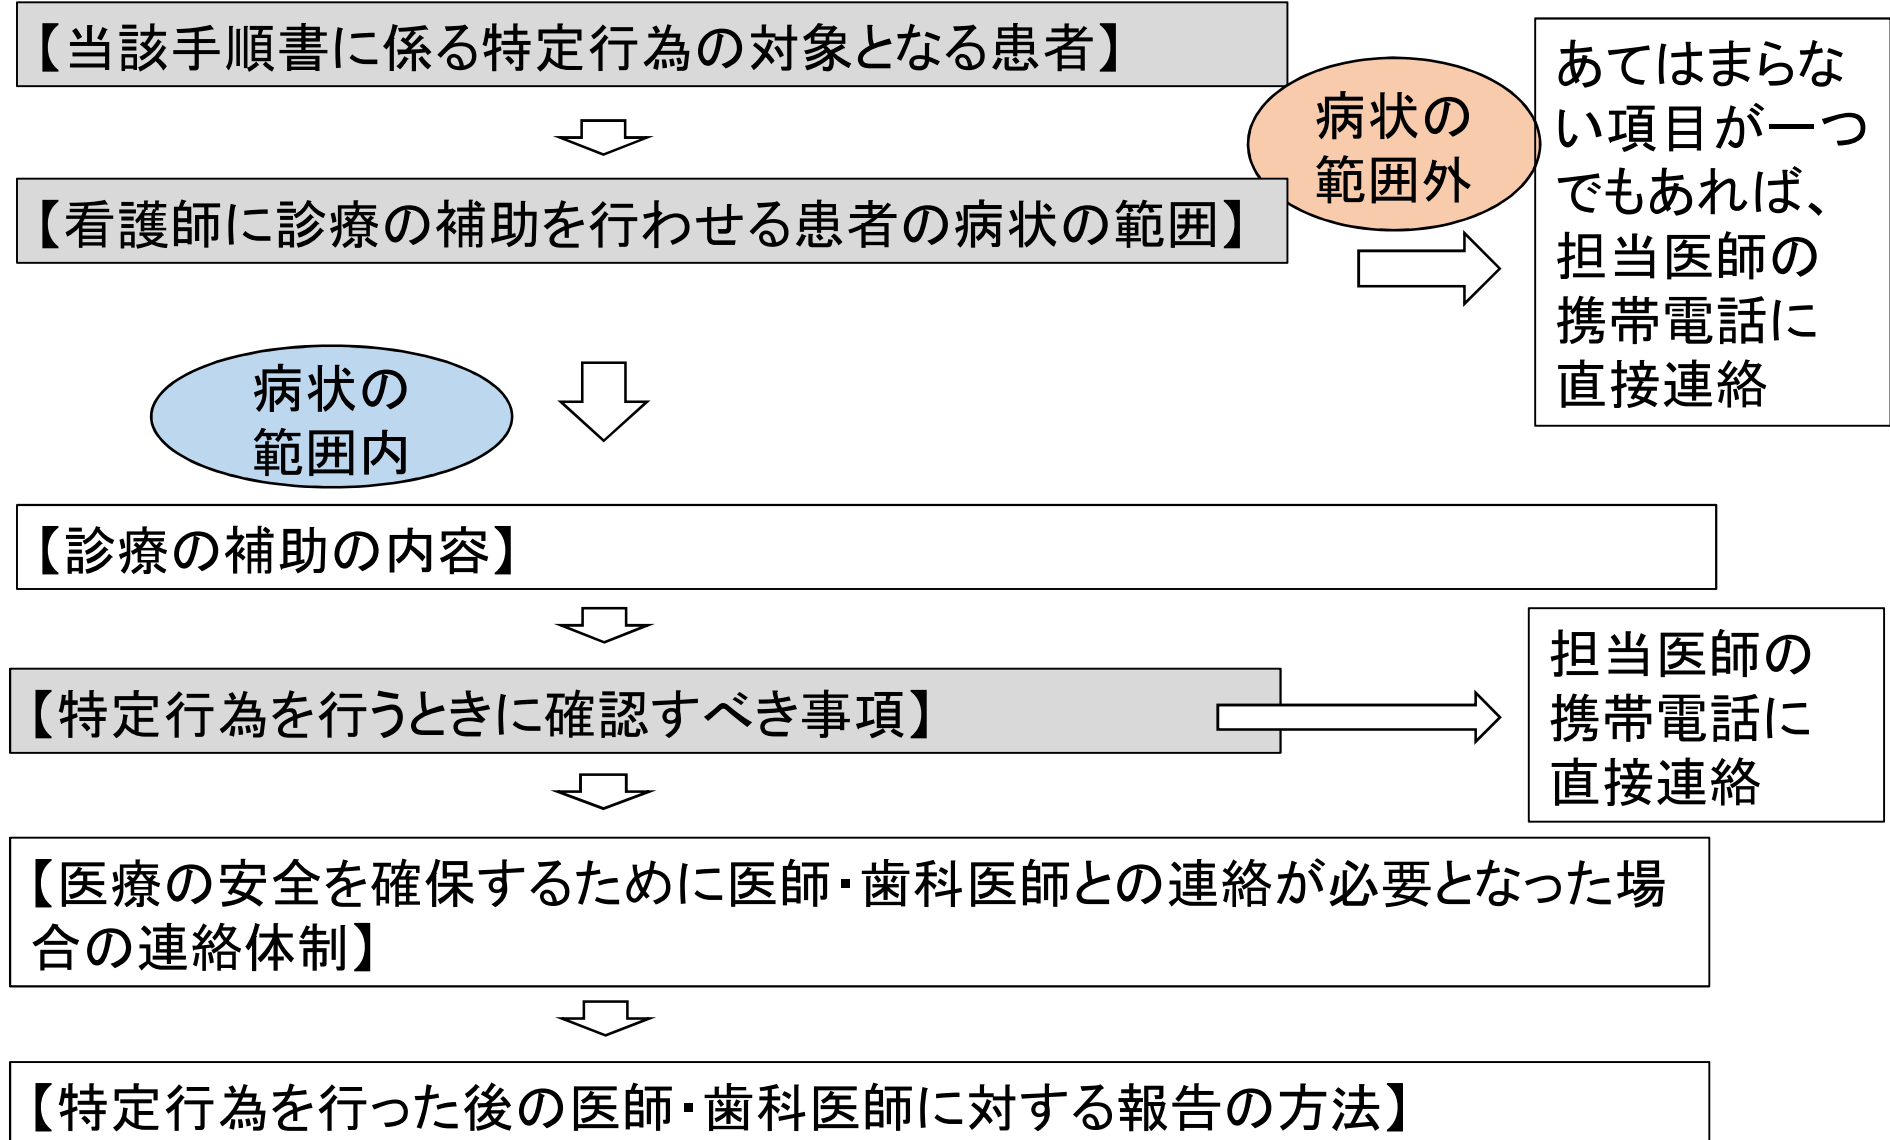 【当該手順書に係る特定行為の対象となる患者】
病状の
範囲外
あてはまらな
い項目が一つ
でもあれば、
担当医師の
携帯電話に
直接連絡
【看護師に診療の補助を行わせる患者の病状の範囲】
病状の
範囲内
【診療の補助の内容】
【特定行為を行うときに確認すべき事項】
担当医師の
携帯電話に
直接連絡
【医療の安全を確保するために医師・歯科医師との連絡が必要となった場
合の連絡体制】
【特定行為を行った後の医師・歯科医師に対する報告の方法】